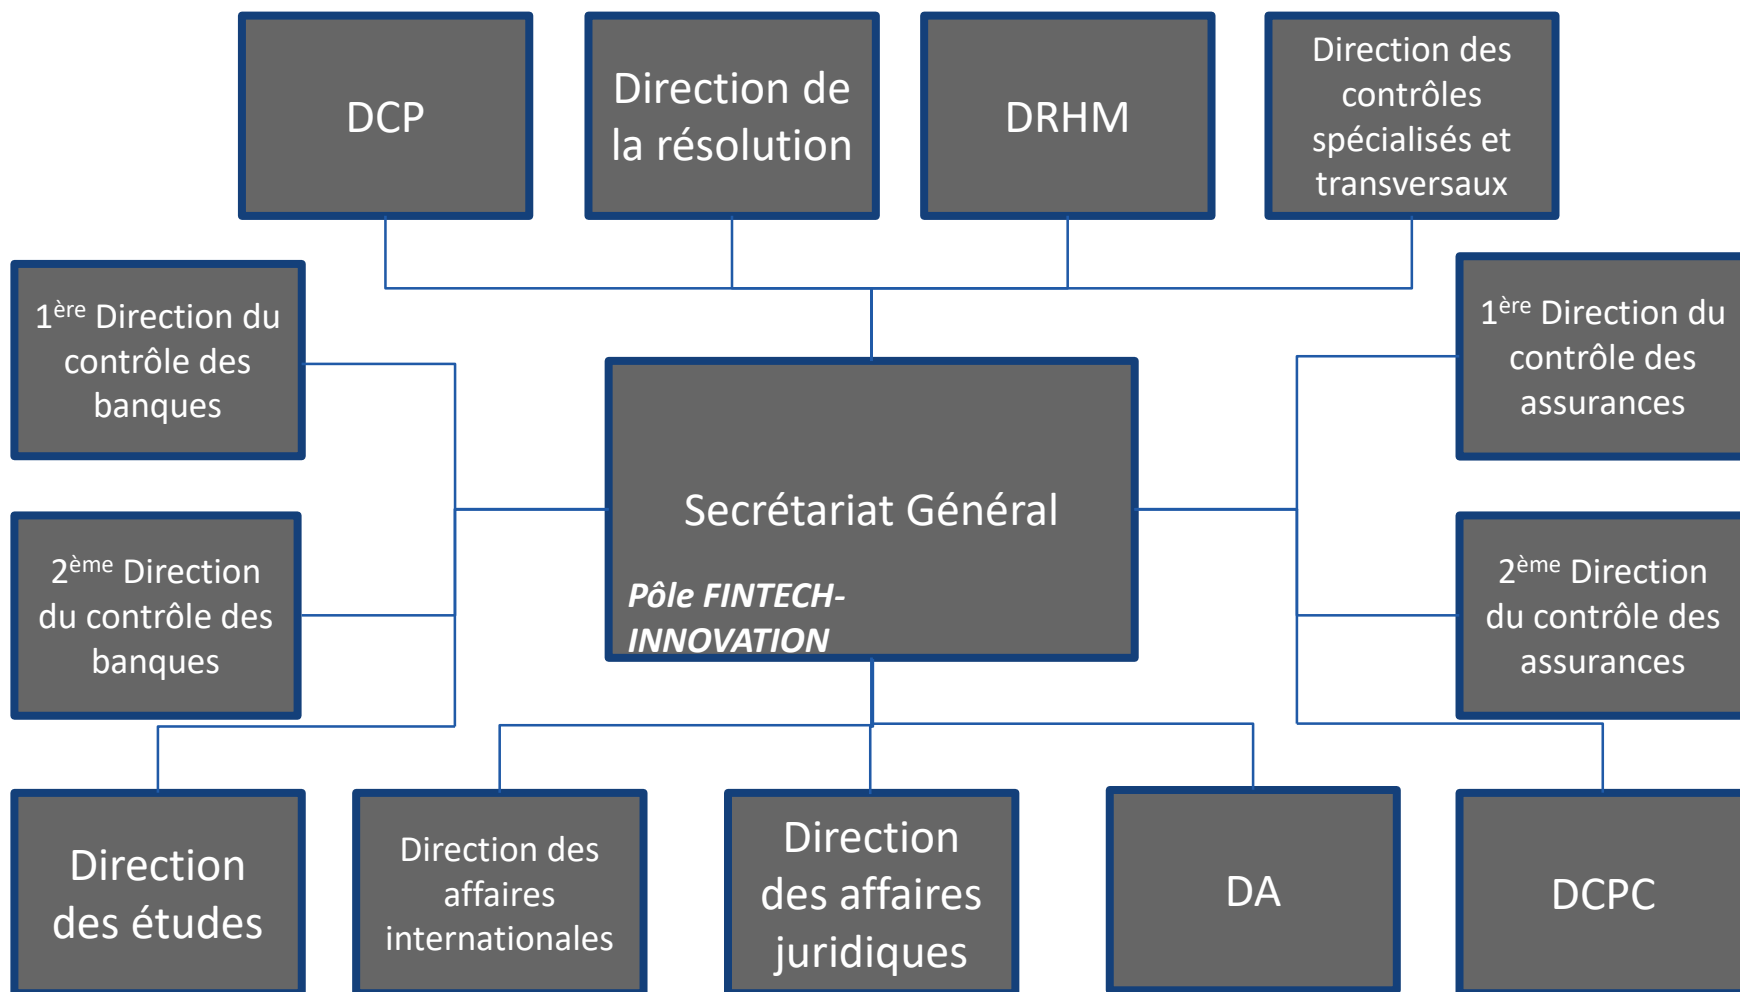 DCP
Direction de
la résolution
DRHM
Direction des
contrôles
spécialisés et
transversaux
1ère Direction du
contrôle des
banques
1ère Direction du
contrôle des
assurances
Secrétariat Général
Pôle FINTECH-
INNOVATION
2ème Direction
du contrôle des
banques
2ème Direction
du contrôle des
assurances
Direction
des études
Direction des
affaires
internationales
Direction
des affaires
juridiques
DA
DCPC